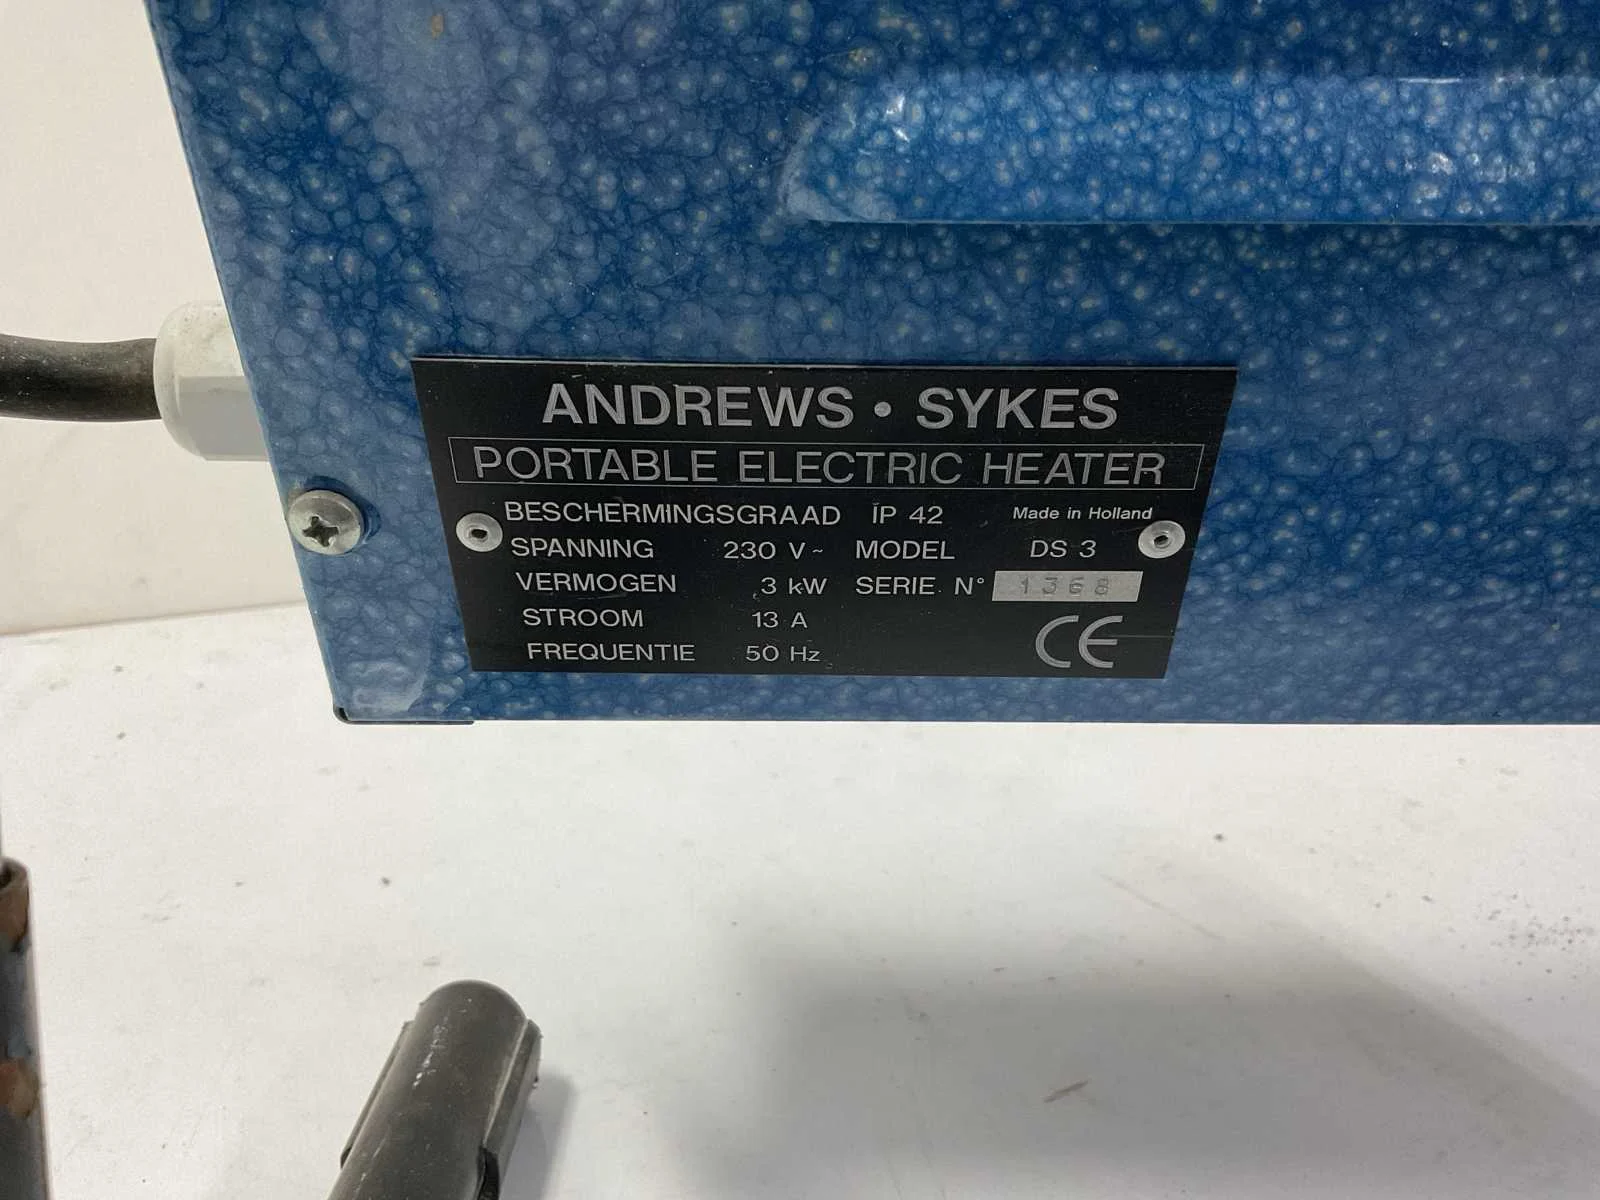 ANDREWS • SYKES
PORTABLE ELECTRIC HEATER
BESCHERMINGSGRAAD IP 42 Made in Holland
SPANNING 230 V~ MODEL DS 3
VERMOGEN 3 kW SERIE N° 1368
STROOM 13 A
FREQUENTIE 50 Hz CE